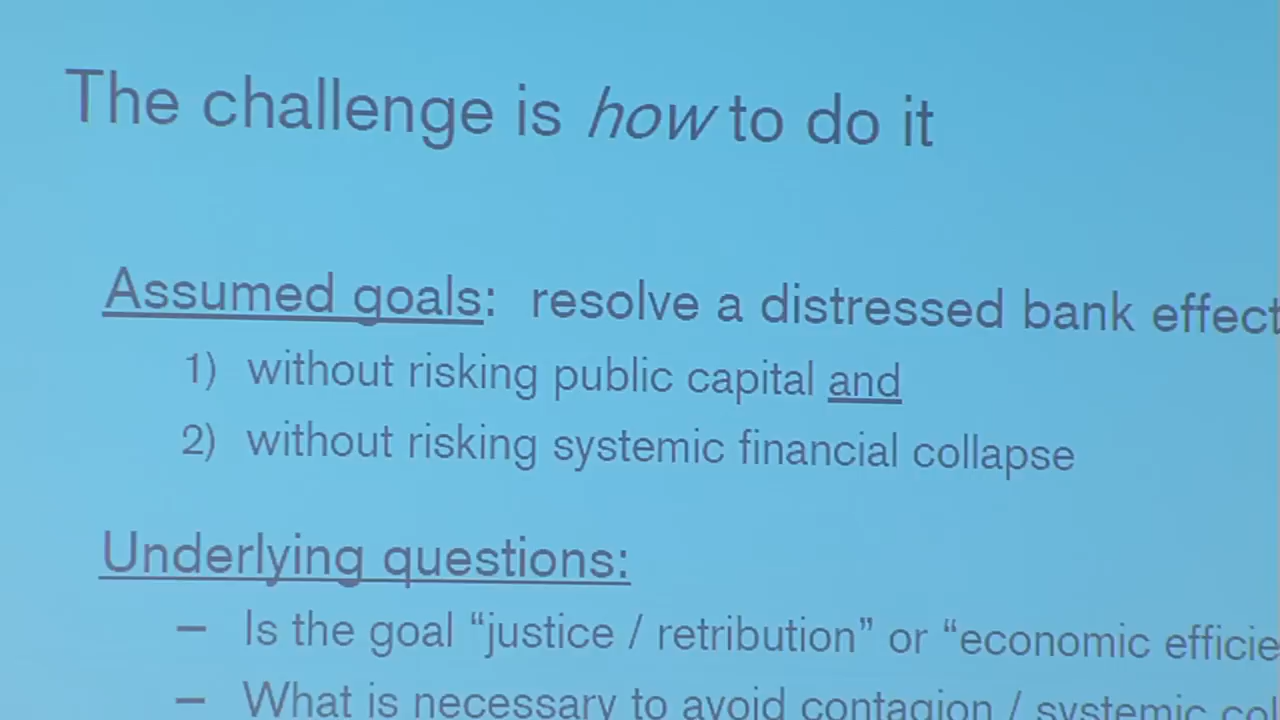 The challenge is how to do it
Assumed goals: resolve a distressed bank effect
1) without risking public capital and
2) without risking systemic financial collapse
Underlying questions:
– Is the goal “justice / retribution” or “economic efficie
– What is necessary to avoid contagion / systemic col